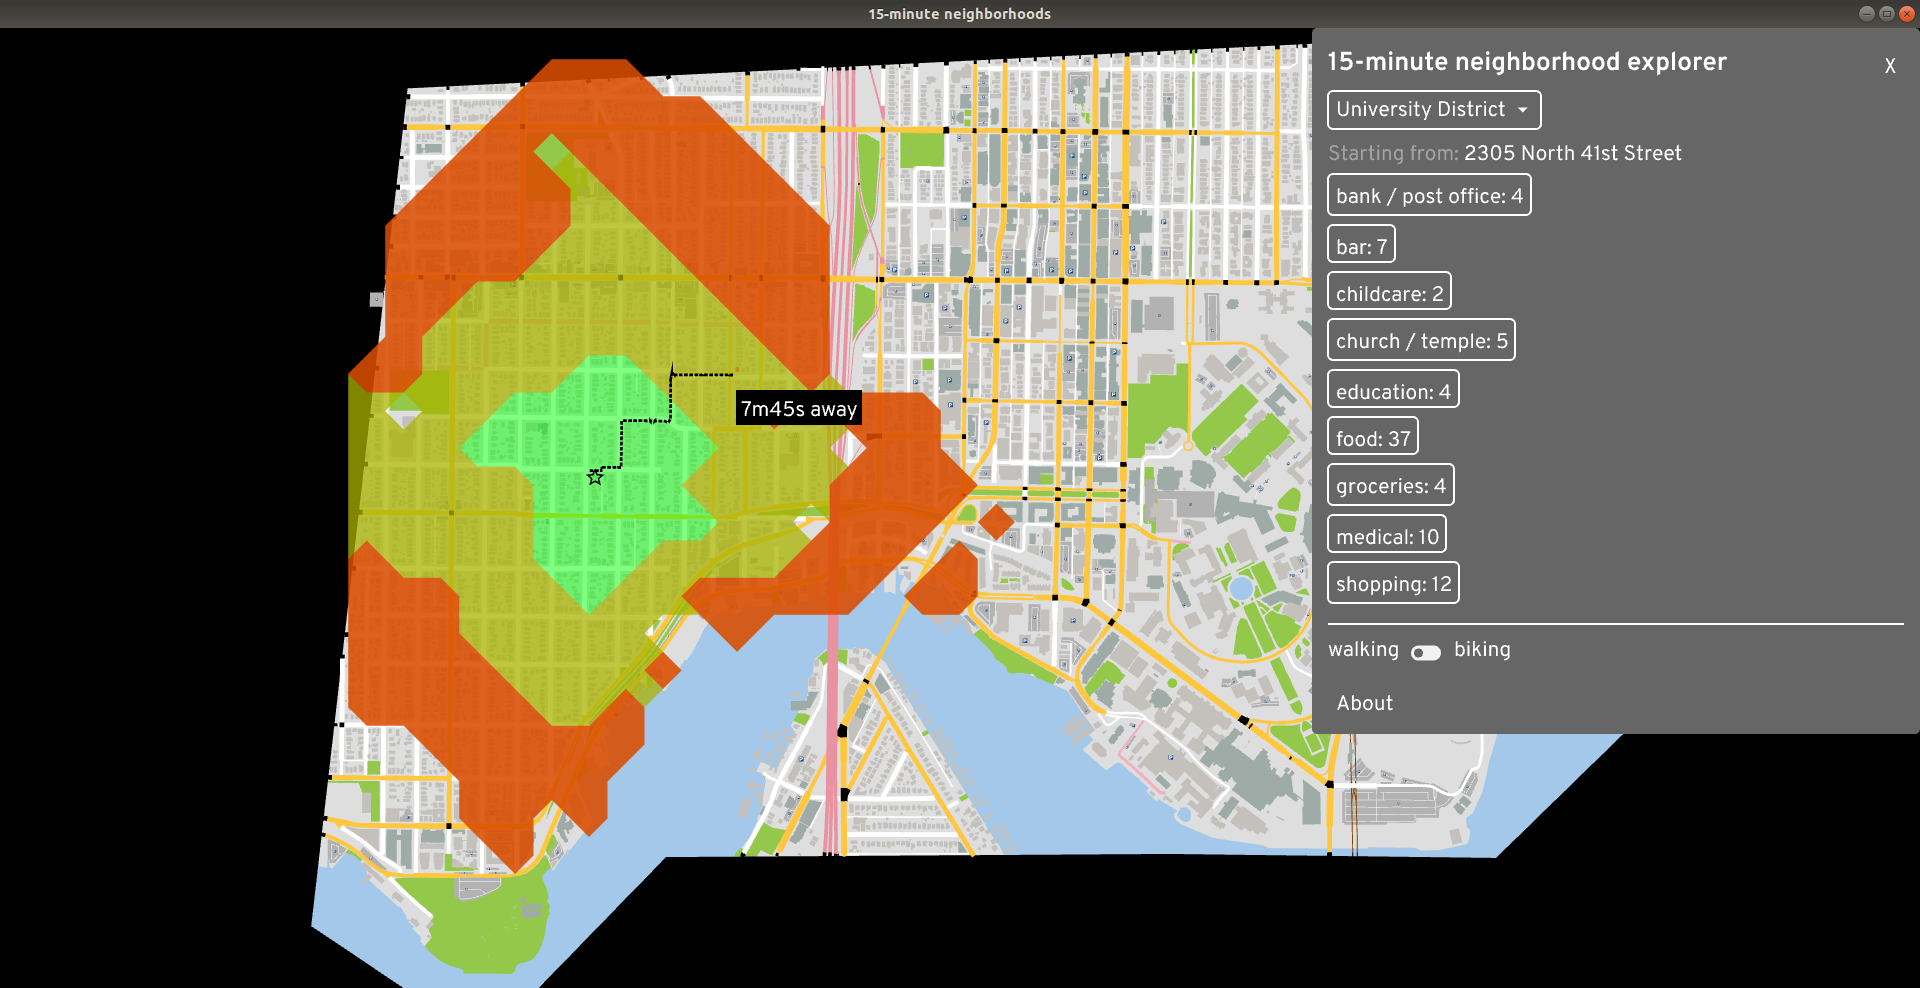 15-minute neighborhoods
15-minute neighborhood explorer
X
University District
Starting from: 2305 North 41st Street
bank / post office: 4
bar: 7
childcare: 2
church / temple: 5
education: 4
food: 37
groceries: 4
medical: 10
shopping: 12
walking biking
About
7m45s away